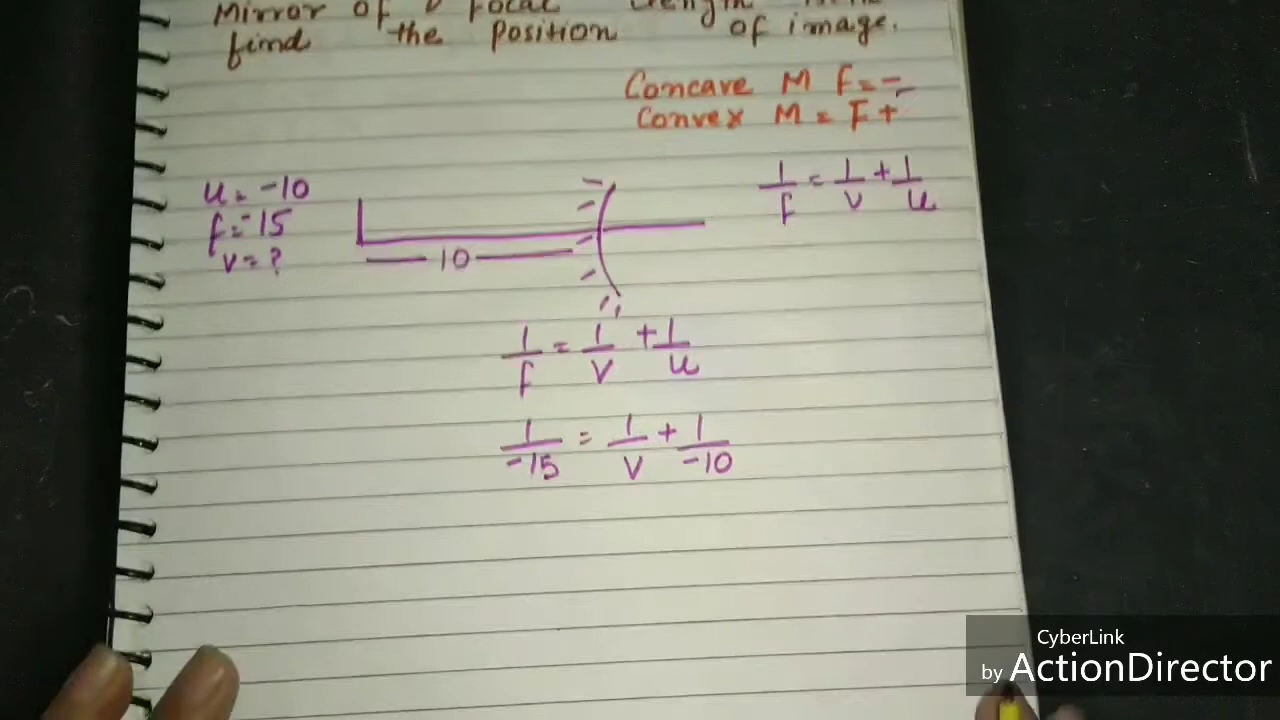 Mirror of Focal
find the position of image.
Concave M F = -
Convex M = F +
u = -10
f = -15
v = ?
10
1/f = 1/v + 1/u
1/f = 1/v + 1/u
1/-15 = 1/v + 1/-10
CyberLink
by ActionDirector